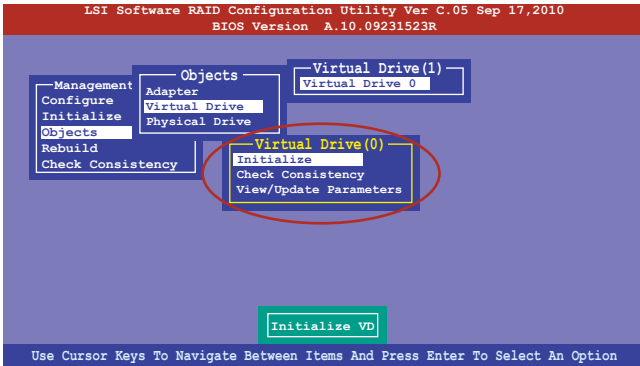 LSI Software RAID Configuration Utility Ver C.05 Sep 17,2010
BIOS Version A.10.09231523R
Management
Configure
Initialize
Objects
Rebuild
Check Consistency
Objects
Adapter
Virtual Drive
Physical Drive
Virtual Drive(1)
Virtual Drive 0
Virtual Drive(0)
Initialize
Check Consistency
View/Update Parameters
Initialize VD
Use Cursor Keys To Navigate Between Items And Press Enter To Select An Option